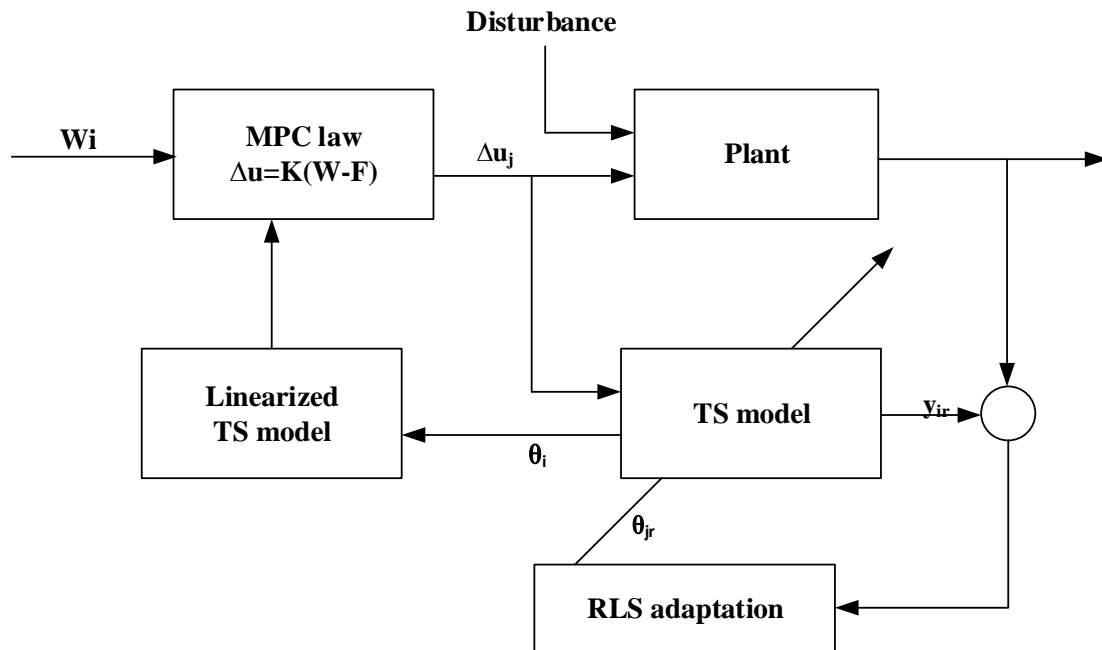 Disturbance
Wi
MPC law
Δu=K(W-F)
Δuj
Plant
Linearized
TS model
TS model
yir
θi
θjr
RLS adaptation